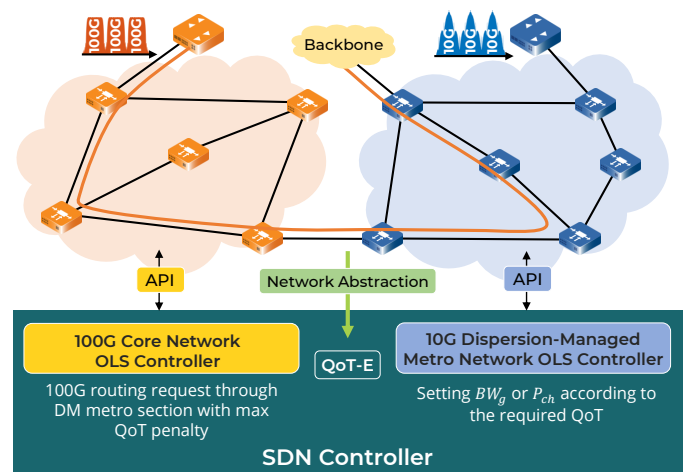 100G 100G 100G
Backbone
10G 10G 10G
API
Network Abstraction
API
100G Core Network
OLS Controller
100G routing request through
DM metro section with max
QoT penalty
QoT-E
10G Dispersion-Managed
Metro Network OLS Controller
Setting BW_g or P_ch according to
the required QoT
SDN Controller